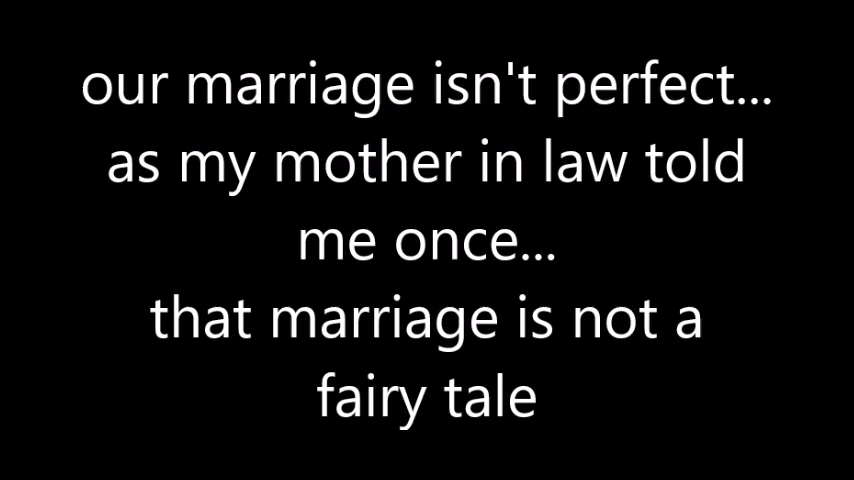 our marriage isn't perfect...
as my mother in law told
me once...
that marriage is not a
fairy tale